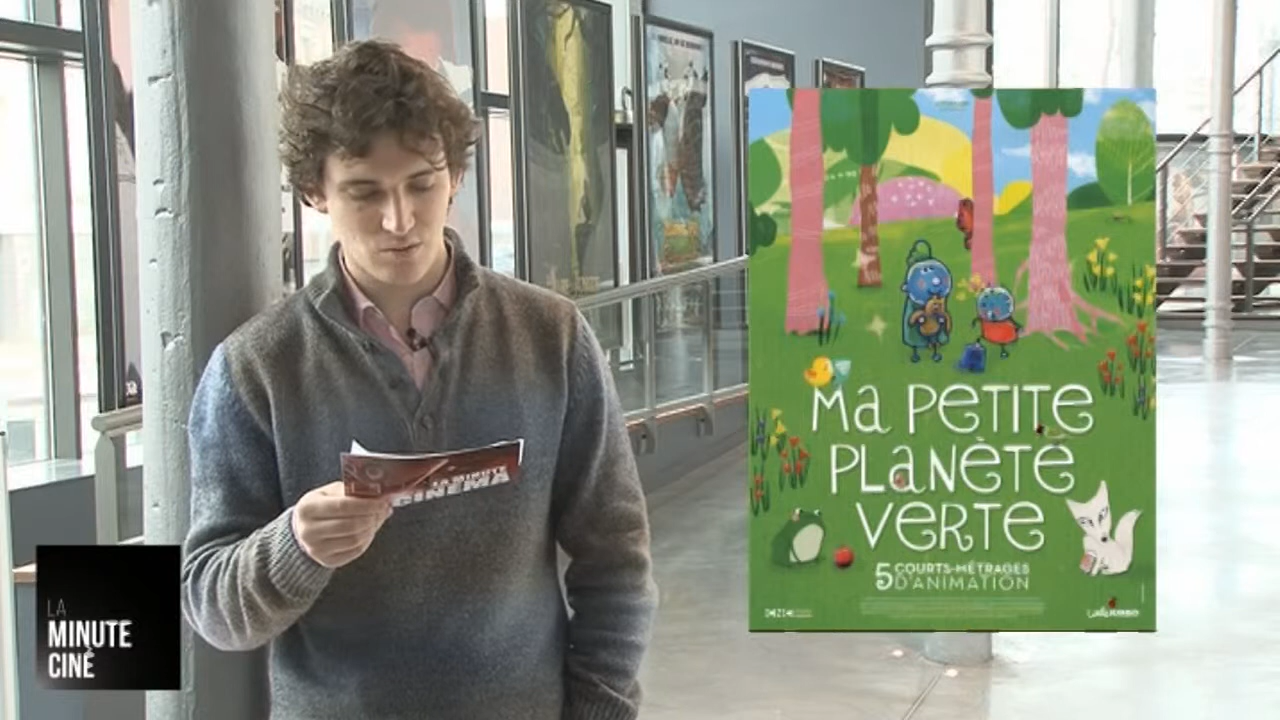 LA MINUTE
CINÉMA
LA
MINUTE
CINÉ
Ma PETITE
PLANÈTE
VERTE
5 COURTS-MÉTRAGES
D'ANIMATION